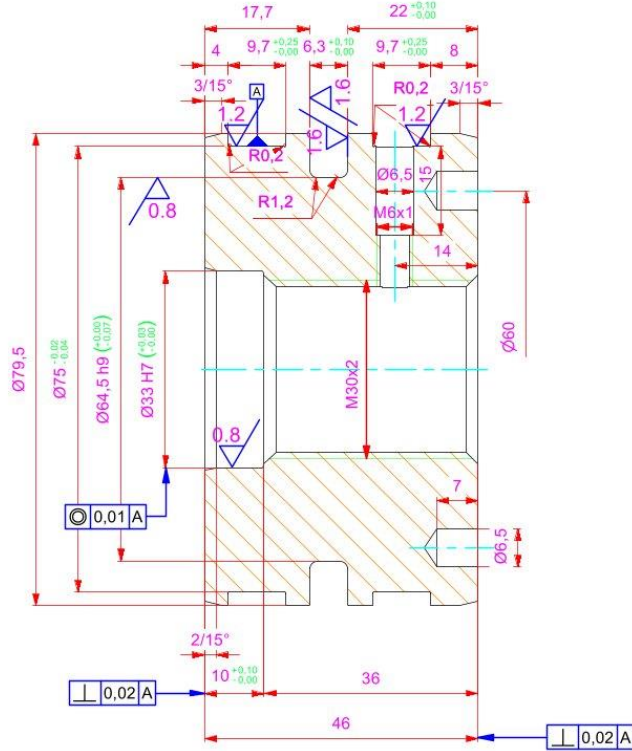 17,7
22 +0,10 -0,00
4
9,7 +0,25 -0,00
6,3 +0,10 -0,00
9,7 +0,25 -0,00
8
3/15°
A
R0,2
3/15°
1.2
1.6
1.2
1.6
R0,2
Ø6,5
15
R1,2
M6x1
0.8
14
Ø79,5
Ø75 -0,02 -0,04
Ø64,5 h9 (+0,00 -0,07)
Ø33 H7 (+0,03 -0,00)
M30x2
Ø60
0.8
7
0,01 A
Ø6,5
2/15°
10 +0,10 -0,00
36
⊥ 0,02 A
46
⊥ 0,02 A